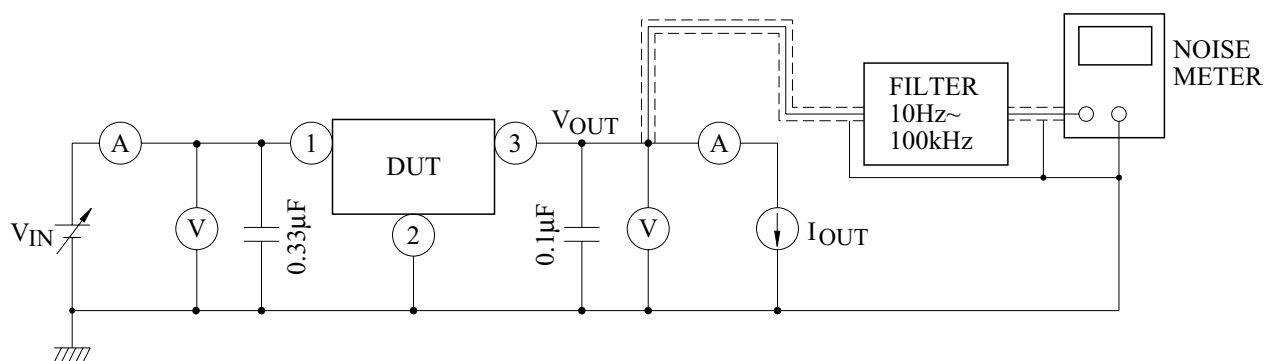 NOISE
METER
FILTER
10Hz~
100kHz
VOUT
A
1
DUT
3
A
VIN
V
0.33μF
2
0.1μF
V
IOUT